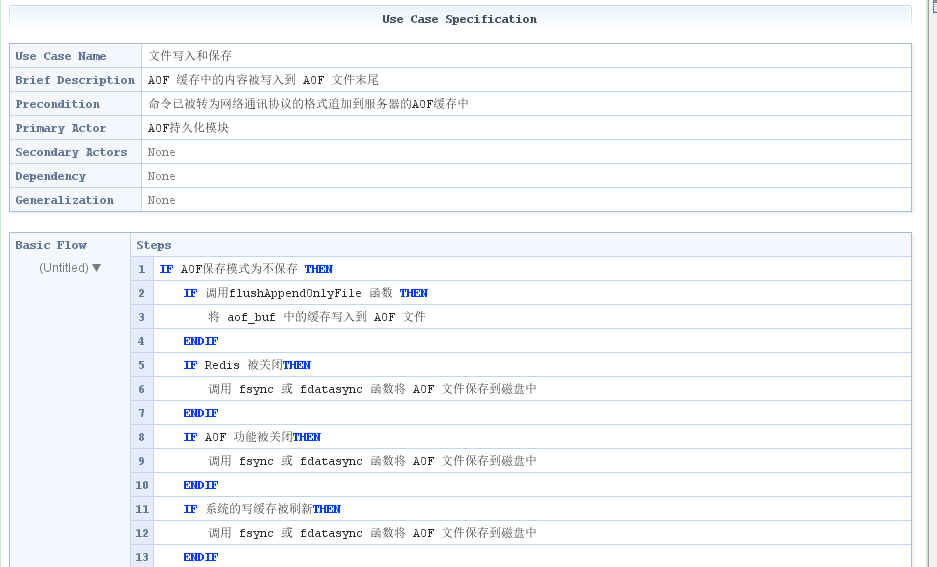 Use Case Specification
Use Case Name 文件写入和保存
Brief Description AOF 缓存中的内容被写入到 AOF 文件末尾
Precondition 命令已被转为网络通讯协议的格式追加到服务器的AOF缓存中
Primary Actor AOF持久化模块
Secondary Actors None
Dependency None
Generalization None
Basic Flow Steps
(Untitled) ▼
1 IF AOF保存模式为不保存 THEN
2 IF 调用flushAppendOnlyFile 函数 THEN
3 将 aof_buf 中的缓存写入到 AOF 文件
4 ENDIF
5 IF Redis 被关闭THEN
6 调用 fsync 或 fdatasync 函数将 AOF 文件保存到磁盘中
7 ENDIF
8 IF AOF 功能被关闭THEN
9 调用 fsync 或 fdatasync 函数将 AOF 文件保存到磁盘中
10 ENDIF
11 IF 系统的写缓存被刷新THEN
12 调用 fsync 或 fdatasync 函数将 AOF 文件保存到磁盘中
13 ENDIF